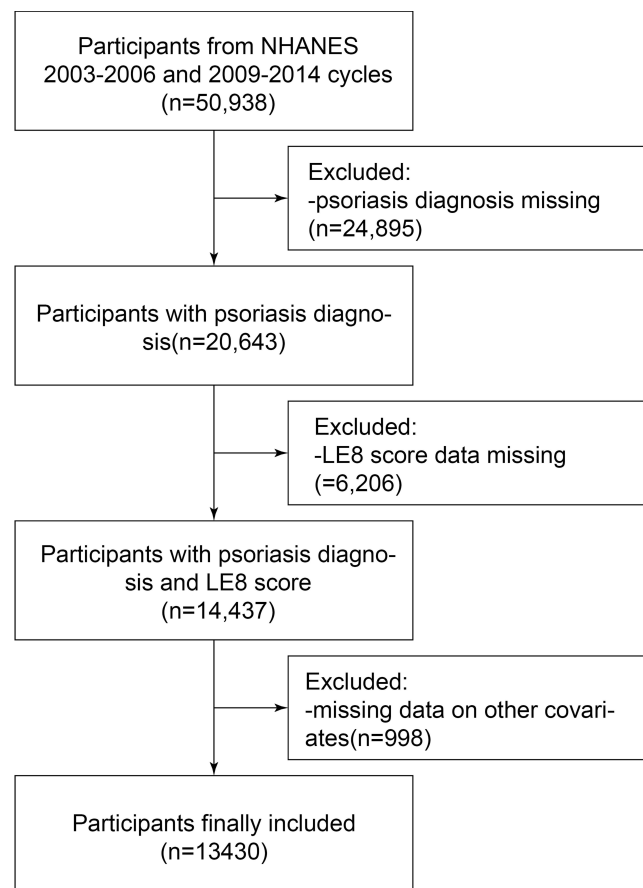 Participants from NHANES
2003-2006 and 2009-2014 cycles
(n=50,938)
Excluded:
-psoriasis diagnosis missing
(n=24,895)
Participants with psoriasis diagno-
sis(n=20,643)
Excluded:
-LE8 score data missing
(=6,206)
Participants with psoriasis diagno-
sis and LE8 score
(n=14,437)
Excluded:
-missing data on other covari-
ates(n=998)
Participants finally included
(n=13430)